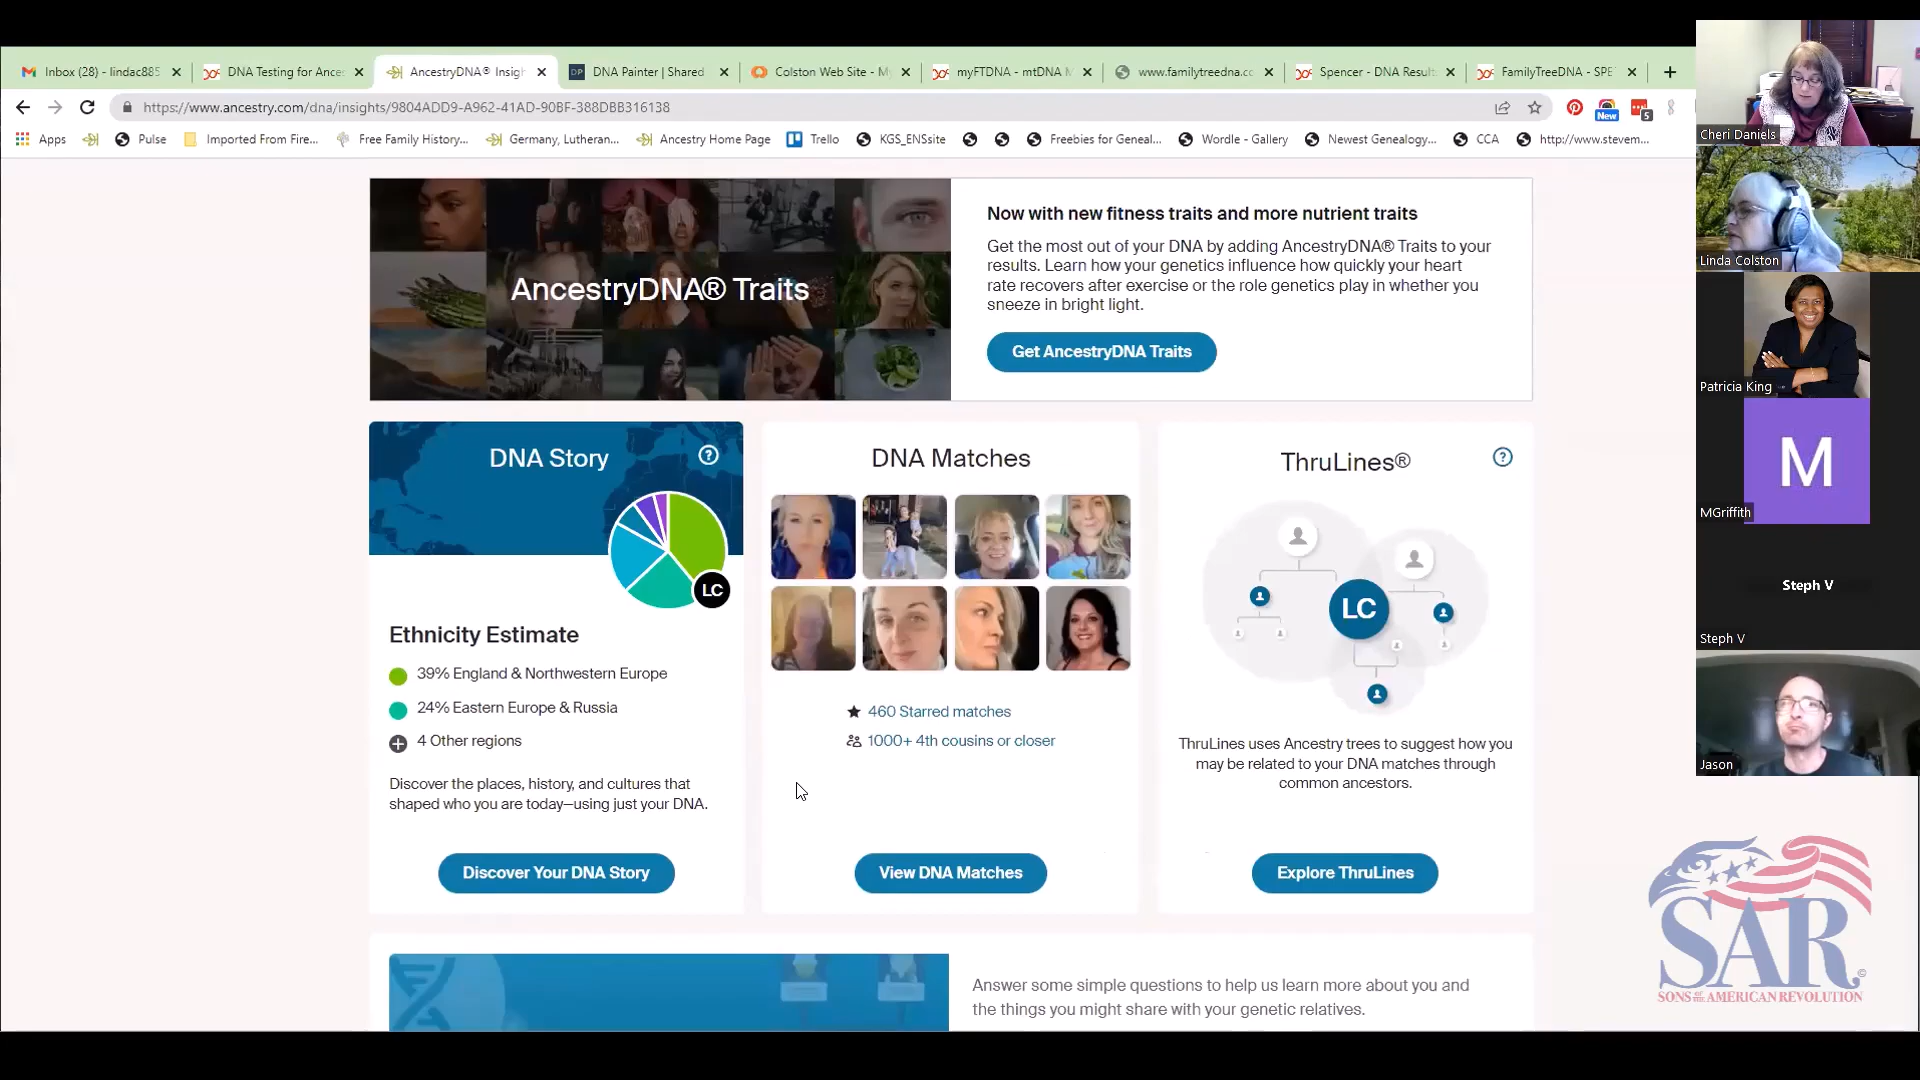 Inbox (28) - lindac885
DNA Testing for Ance
AncestryDNA® Insigh
DP
DNA Painter | Shared
Colston Web Site - My
myFTDNA - mtDNA M
www.familytreedna.co
Spencer - DNA Result
FamilyTreeDNA - SPE
https://www.ancestry.com/dna/insights/9804ADD9-A962-41AD-90BF-388DBB316138
New
5
Apps
Pulse
Imported From Fire...
Free Family History...
Germany, Lutheran...
Ancestry Home Page
Trello
KGS_ENSsite
Freebies for Geneal...
Wordle - Gallery
Newest Genealogy...
CCA
http://www.stevem...
AncestryDNA® Traits
Now with new fitness traits and more nutrient traits
Get the most out of your DNA by adding AncestryDNA® Traits to your
results. Learn how your genetics influence how quickly your heart
rate recovers after exercise or the role genetics play in whether you
sneeze in bright light.
Get AncestryDNA Traits
DNA Story
?
LC
Ethnicity Estimate
39% England & Northwestern Europe
24% Eastern Europe & Russia
4 Other regions
Discover the places, history, and cultures that
shaped who you are today—using just your DNA.
Discover Your DNA Story
DNA Matches
460 Starred matches
1000+ 4th cousins or closer
View DNA Matches
ThruLines®
?
LC
ThruLines uses Ancestry trees to suggest how you
may be related to your DNA matches through
common ancestors.
Explore ThruLines
Answer some simple questions to help us learn more about you and
the things you might share with your genetic relatives.
Cheri Daniels
Linda Colston
Patricia King
M
MGriffith
Steph V
Steph V
Jason
SAR
SONS OF THE AMERICAN REVOLUTION
©